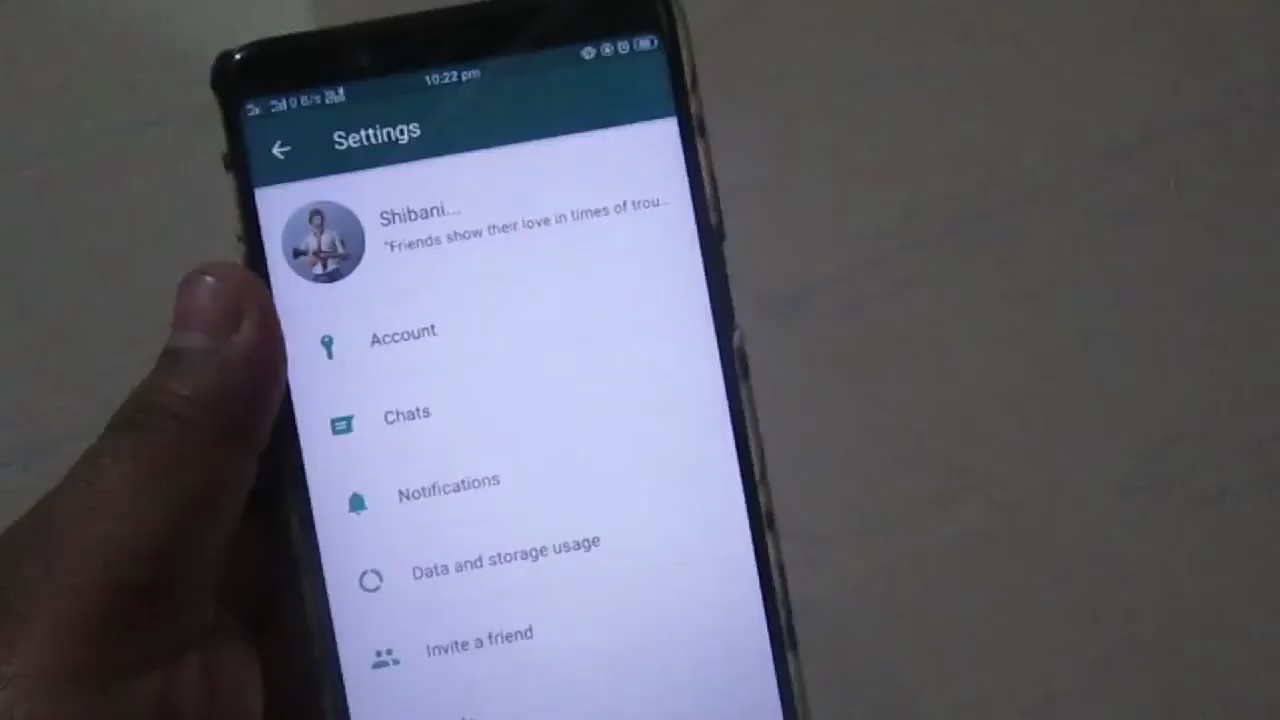 10:22 pm
Settings
Shibani...
"Friends show their love in times of trou...
Account
Chats
Notifications
Data and storage usage
Invite a friend